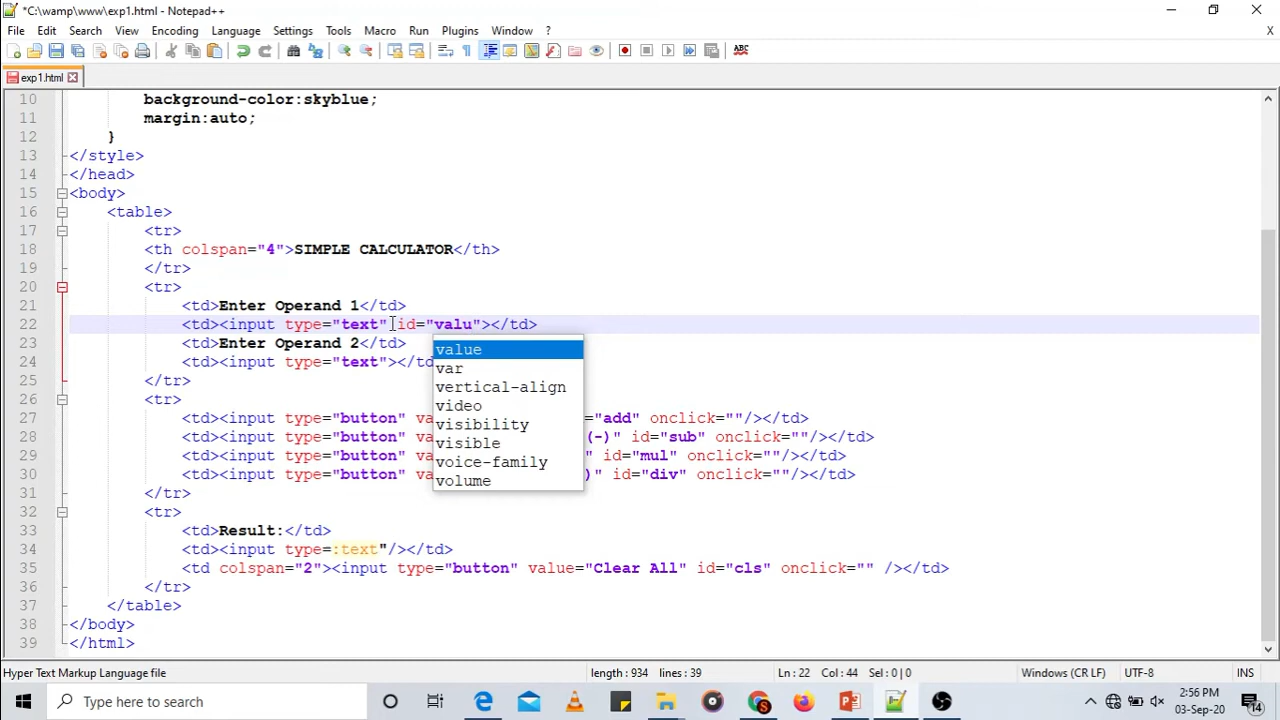 *C:\wamp\www\exp1.html - Notepad++
File Edit Search View Encoding Language Settings Tools Macro Run Plugins Window ? X
ABC
exp1.html
10 background-color:skyblue;
11 margin:auto;
12 }
13 </style>
14 </head>
15 <body>
16 <table>
17 <tr>
18 <th colspan="4">SIMPLE CALCULATOR</th>
19 </tr>
20 <tr>
21 <td>Enter Operand 1</td>
22 <td><input type="text" id="valu"></td>
23 <td>Enter Operand 2</td>
24 <td><input type="text"></td
25 </tr>
26 <tr>
27 <td><input type="button" va ="add" onclick=""/></td>
28 <td><input type="button" va (-)" id="sub" onclick=""/></td>
29 <td><input type="button" va " id="mul" onclick=""/></td>
30 <td><input type="button" va )" id="div" onclick=""/></td>
31 </tr>
32 <tr>
33 <td>Result:</td>
34 <td><input type=:text"/></td>
35 <td colspan="2"><input type="button" value="Clear All" id="cls" onclick="" /></td>
36 </tr>
37 </table>
38 </body>
39 </html>
value
var
vertical-align
video
visibility
visible
voice-family
volume
Hyper Text Markup Language file length : 934 lines : 39 Ln : 22 Col : 44 Sel : 0 | 0 Windows (CR LF) UTF-8 INS
Type here to search
2:56 PM
03-Sep-20
14